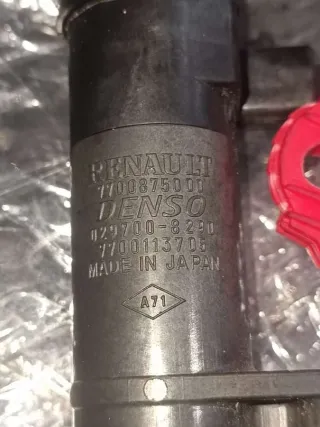 RENAULT
7700875000
DENSO
029700-8290
7700113705
MADE IN JAPAN
A71